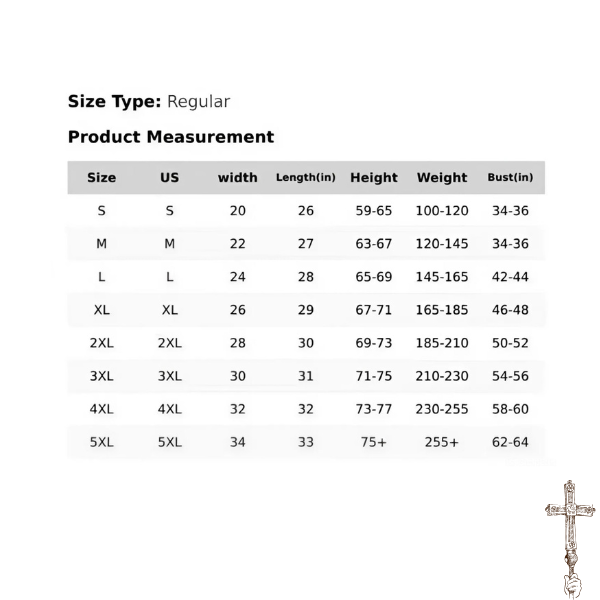 Size Type: Regular
Product Measurement
Size US width Length(in) Height Weight Bust(in)
S S 20 26 59-65 100-120 34-36
M M 22 27 63-67 120-145 34-36
L L 24 28 65-69 145-165 42-44
XL XL 26 29 67-71 165-185 46-48
2XL 2XL 28 30 69-73 185-210 50-52
3XL 3XL 30 31 71-75 210-230 54-56
4XL 4XL 32 32 73-77 230-255 58-60
5XL 5XL 34 33 75+ 255+ 62-64